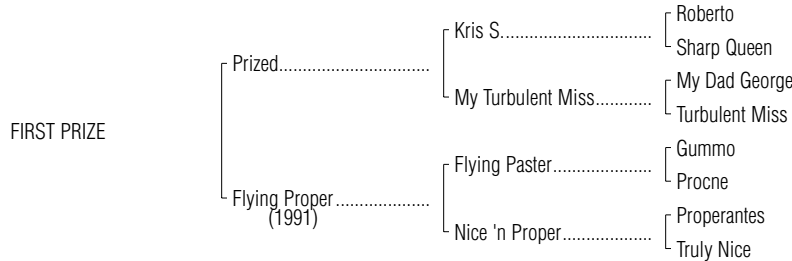 Roberto
Kris S.
Sharp Queen
Prized
My Dad George
My Turbulent Miss
Turbulent Miss
FIRST PRIZE
Gummo
Flying Paster
Procne
Flying Proper
(1991)
Properantes
Nice 'n Proper
Truly Nice